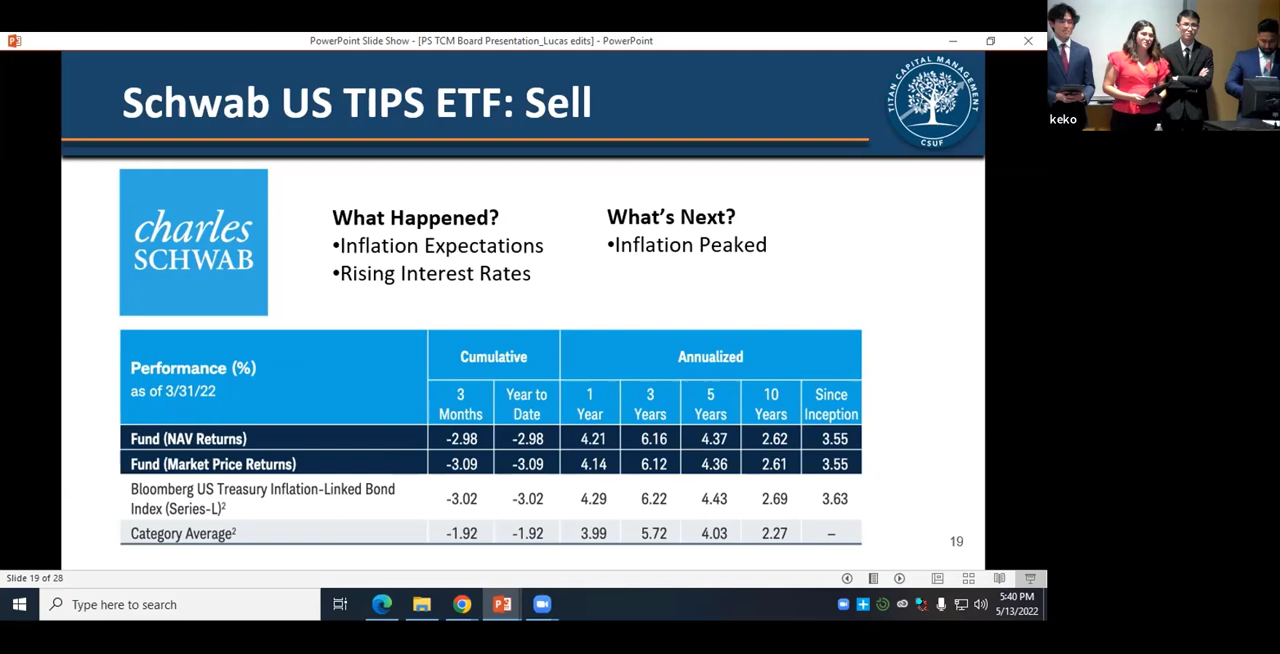 PowerPoint Slide Show - [PS TCM Board Presentation_Lucas edits] - PowerPoint
keko
Schwab US TIPS ETF: Sell
TITAN CAPITAL MANAGEMENT
CSUF
charles
SCHWAB
What Happened?
•Inflation Expectations
•Rising Interest Rates
What's Next?
•Inflation Peaked
Performance (%)
as of 3/31/22
Cumulative
Annualized
3 Months
Year to Date
1 Year
3 Years
5 Years
10 Years
Since Inception
Fund (NAV Returns) -2.98 -2.98 4.21 6.16 4.37 2.62 3.55
Fund (Market Price Returns) -3.09 -3.09 4.14 6.12 4.36 2.61 3.55
Bloomberg US Treasury Inflation-Linked Bond
Index (Series-L)² -3.02 -3.02 4.29 6.22 4.43 2.69 3.63
Category Average² -1.92 -1.92 3.99 5.72 4.03 2.27 –
19
Slide 19 of 28
Type here to search
5:40 PM
5/13/2022